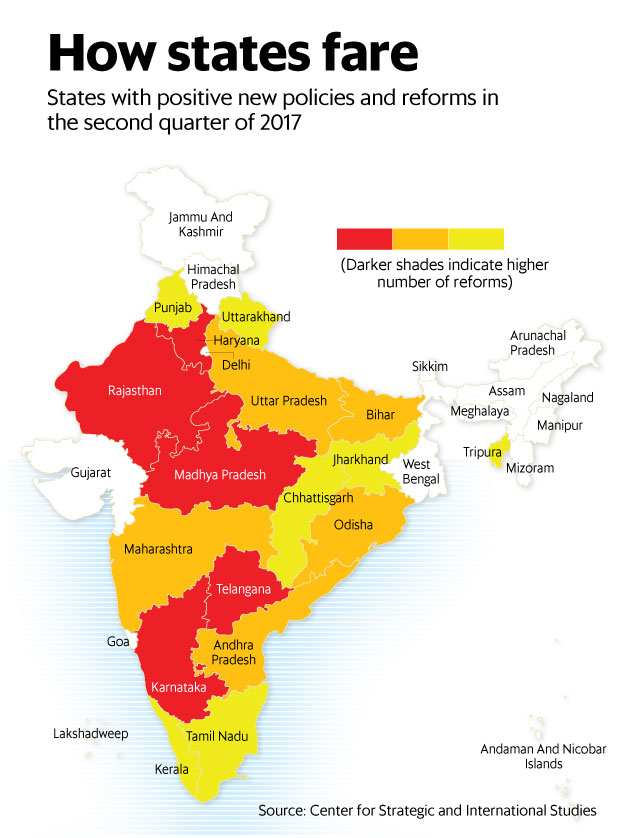 How states fare
States with positive new policies and reforms in
the second quarter of 2017
Jammu And
Kashmir
(Darker shades indicate higher
number of reforms)
Himachal
Pradesh
Punjab
Uttarakhand
Haryana
Delhi
Arunachal
Pradesh
Sikkim
Rajasthan
Uttar Pradesh
Bihar
Assam
Nagaland
Meghalaya
Manipur
Tripura
Mizoram
Jharkhand
West
Bengal
Gujarat
Madhya Pradesh
Chhattisgarh
Odisha
Maharashtra
Telangana
Goa
Andhra
Pradesh
Karnataka
Lakshadweep
Tamil Nadu
Kerala
Andaman And Nicobar
Islands
Source: Center for Strategic and International Studies